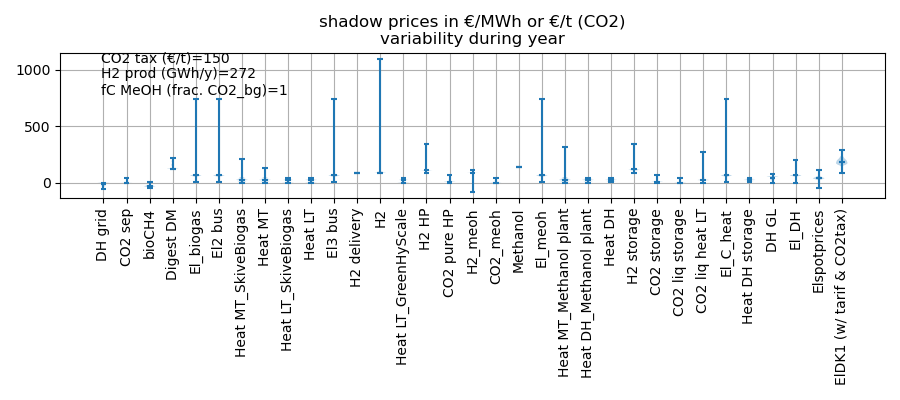 shadow prices in €/MWh or €/t (CO2)
variability during year
CO2 tax (€/t)=150
H2 prod (GWh/y)=272
fC MeOH (frac. CO2_bg)=1
1000
500
0
DH grid
CO2 sep
bioCH4
Digest DM
El_biogas
El2 bus
Heat MT_SkiveBiogas
Heat MT
Heat LT_SkiveBiogas
Heat LT
El3 bus
H2 delivery
H2
Heat LT_GreenHyScale
H2 HP
CO2 pure HP
H2_meoh
CO2_meoh
Methanol
El_meoh
Heat MT_Methanol plant
Heat DH_Methanol plant
Heat DH
H2 storage
CO2 storage
CO2 liq storage
CO2 liq heat LT
El_C_heat
Heat DH storage
DH GL
El_DH
Elspotprices
ElDK1 (w/ tarif & CO2tax)